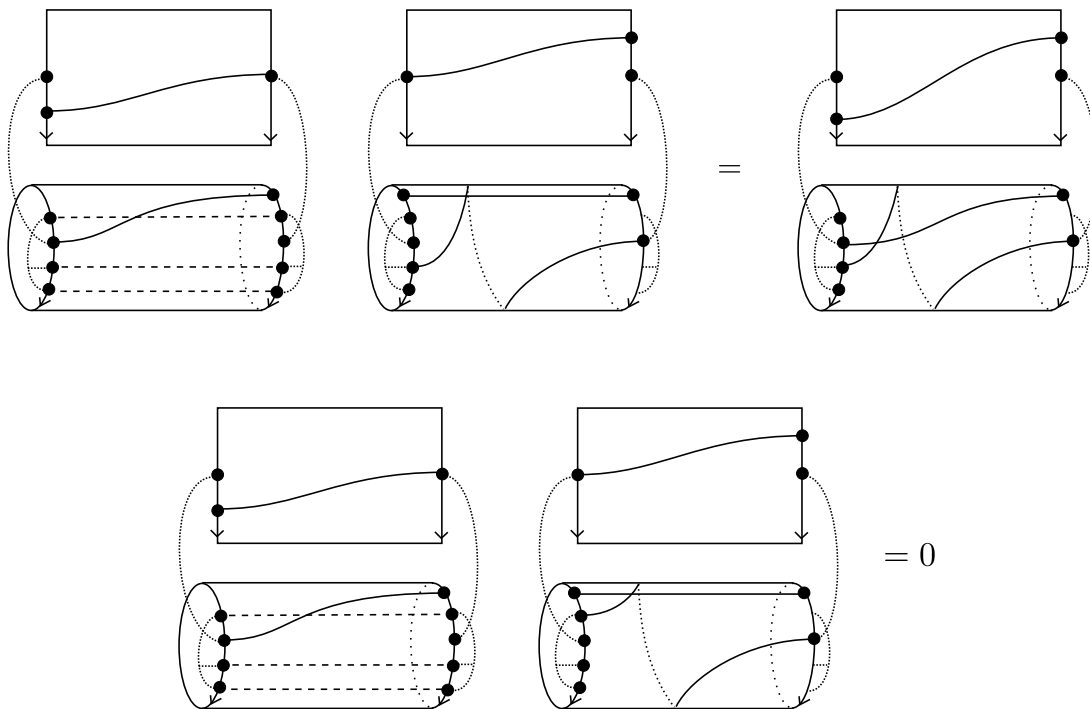 =
= 0